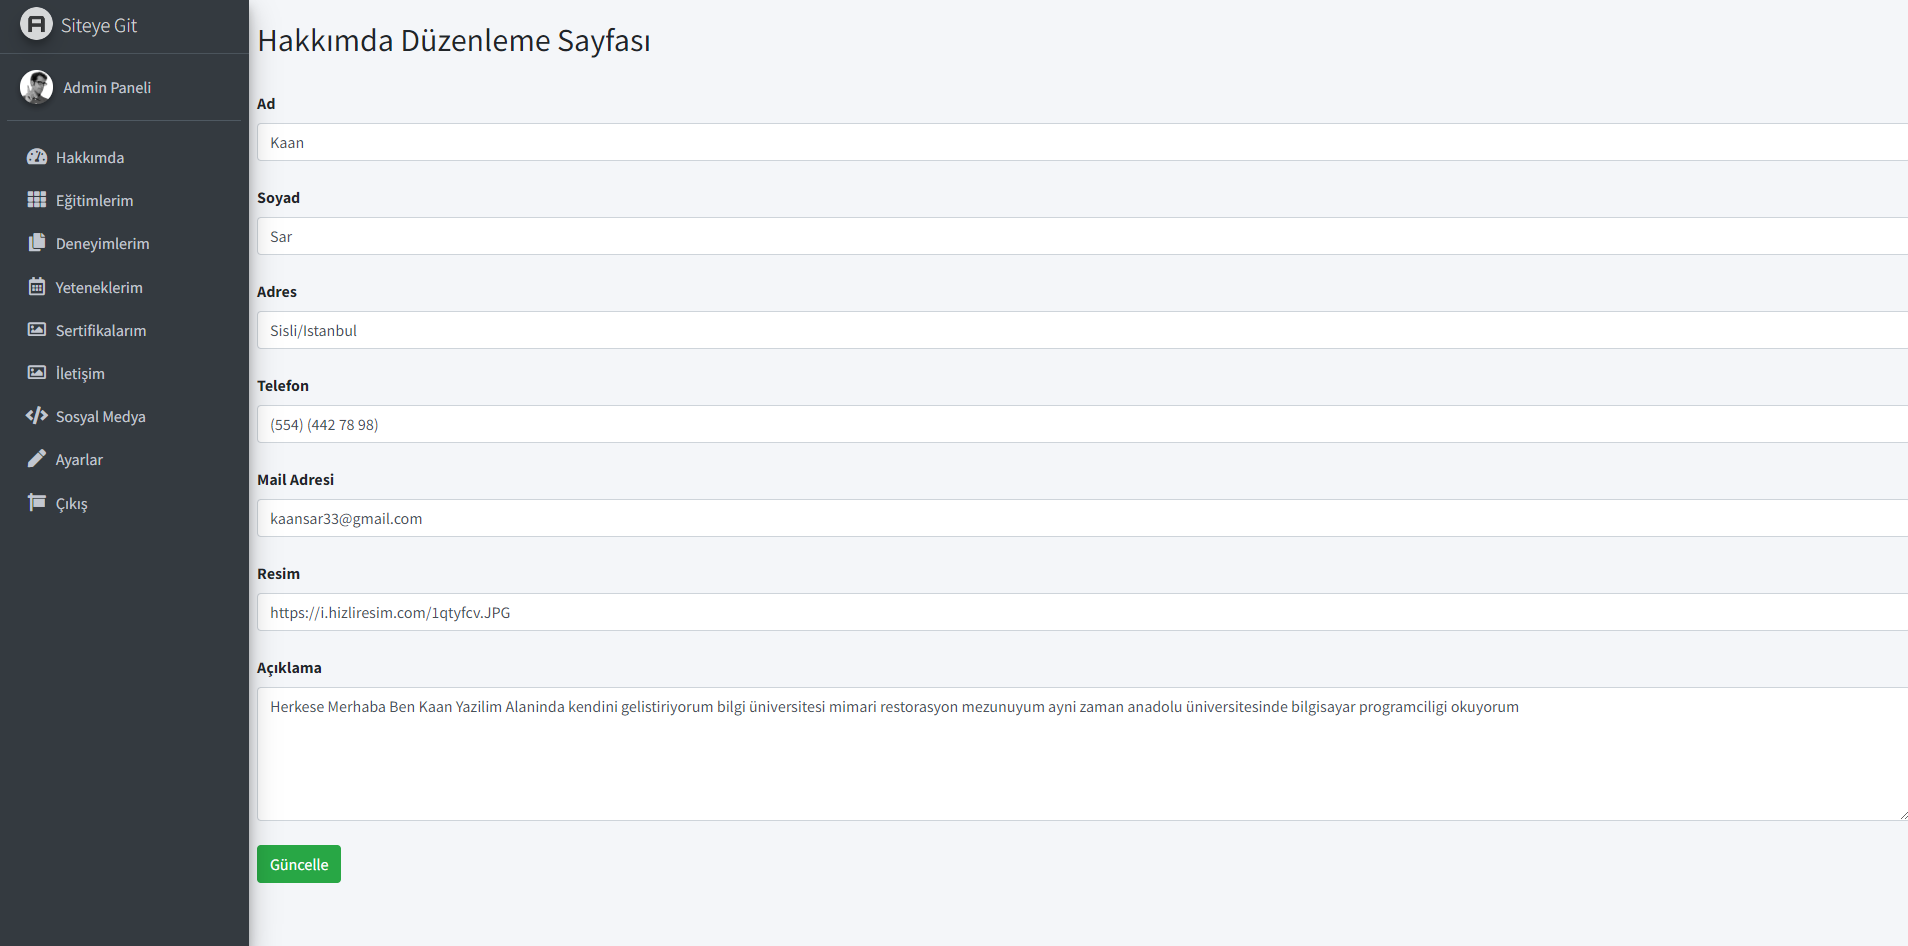 Siteye Git
Admin Paneli
Hakkımda
Eğitimlerim
Deneyimlerim
Yeteneklerim
Sertifikalarım
İletişim
Sosyal Medya
Ayarlar
Çıkış
Hakkımda Düzenleme Sayfası
Ad
Kaan
Soyad
Sar
Adres
Sisli/Istanbul
Telefon
(554) (442 78 98)
Mail Adresi
kaansar33@gmail.com
Resim
https://i.hizliresim.com/1qtyfcv.JPG
Açıklama
Herkese Merhaba Ben Kaan Yazilim Alaninda kendini gelistiriyorum bilgi üniversitesi mimari restorasyon mezunuyum ayni zaman anadolu üniversitesinde bilgisayar programciligi okuyorum
Güncelle